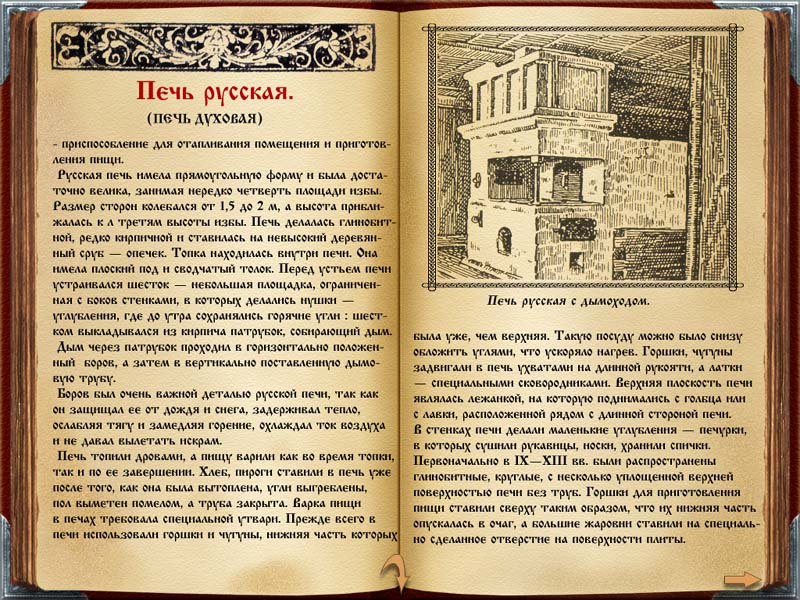 Печь русская.
(печь духовая)
- приспособление для отапливания помещения и приготов-
ления пищи.
Русская печь имела прямоугольную форму и была доста-
точно велика, занимая нередко четверть площади избы.
Размер сторон колебался от 1,5 до 2 м, а высота прибли-
жалась к л третям высоты избы. Печь делалась глинобит-
ной, редко кирпичной и ставилась на невысокий деревян-
ный сруб — опечек. Топка находилась внутри печи. Она
имела плоский под и сводчатый толок. Перед устьем печи
устраивался шесток — небольшая площадка, ограничен-
ная с боков стенками, в которых делались нушки —
углубления, где до утра сохранялись горячие угли : шест-
ком выкладывался из кирпича патрубок, собирающий дым.
Дым через патрубок проходил в горизонтально положен-
ный боров, а затем в вертикально поставленную дымо-
вую трубу.
Боров был очень важной деталью русской печи, так как
он защищал ее от дождя и снега, задерживал тепло,
ослабляя тягу и замедляя горение, охлаждал ток воздуха
и не давал вылетать искрам.
Печь топили дровами, а пищу варили как во время топки,
так и по ее завершении. Хлеб, пироги ставили в печь уже
после того, как она была вытоплена, угли выгреблены,
пол выметен помелом, а труба закрыта. Варка пищи
в печах требовала специальной утвари. Прежде всего в
печи использовали горшки и чугуны, нижняя часть которых
Печь русская с дымоходом.
была уже, чем верхняя. Такую посуду можно было снизу
обложить углями, что ускоряло нагрев. Горшки, чугуны
задвигали в печь ухватами на длинной рукояти, а латки
— специальными сковородниками. Верхняя плоскость печи
являлась лежанкой, на которую поднимались с голбца или
с лавки, расположенной рядом с длинной стороной печи.
В стенках печи делали маленькие углубления — печурки,
в которых сушили рукавицы, носки, хранили спички.
Первоначально в IX—XIII вв. были распространены
глинобитные, круглые, с несколько уплощенной верхней
поверхностью печи без труб. Горшки для приготовления
пищи ставили сверху таким образом, что их нижняя часть
опускалась в очаг, а большие жаровни ставили на специаль-
но сделанное отверстие на поверхности плиты.